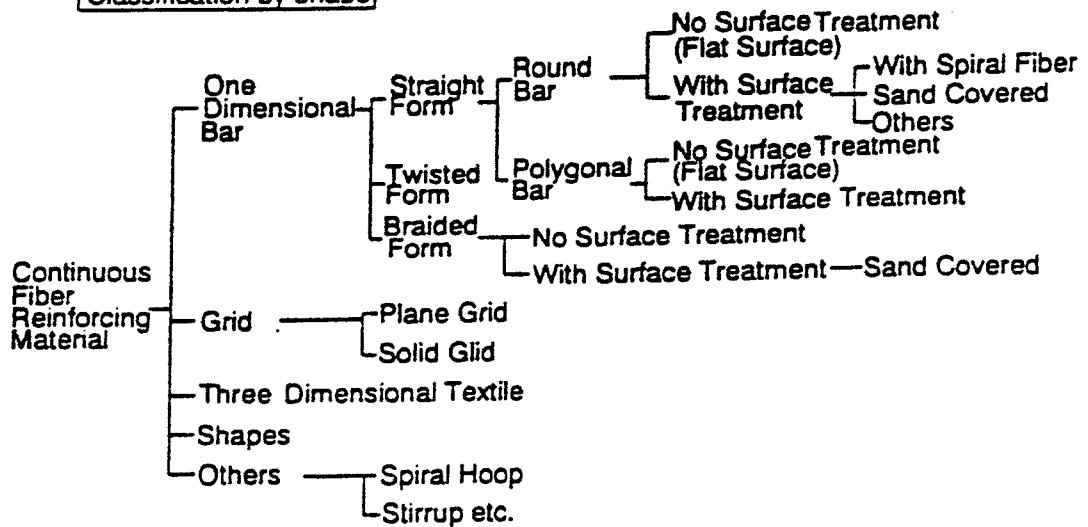 Classification by Shape
No Surface Treatment
(Flat Surface)
Round
Bar
With Surface
Treatment
With Spiral Fiber
Sand Covered
Others
One
Dimensional
Bar
Straight
Form
Polygonal
Bar
No Surface Treatment
(Flat Surface)
With Surface Treatment
Twisted
Form
Braided
Form
No Surface Treatment
With Surface Treatment
Sand Covered
Continuous
Fiber
Reinforcing
Material
Grid
Plane Grid
Solid Glid
Three Dimensional Textile
Shapes
Others
Spiral Hoop
Stirrup etc.